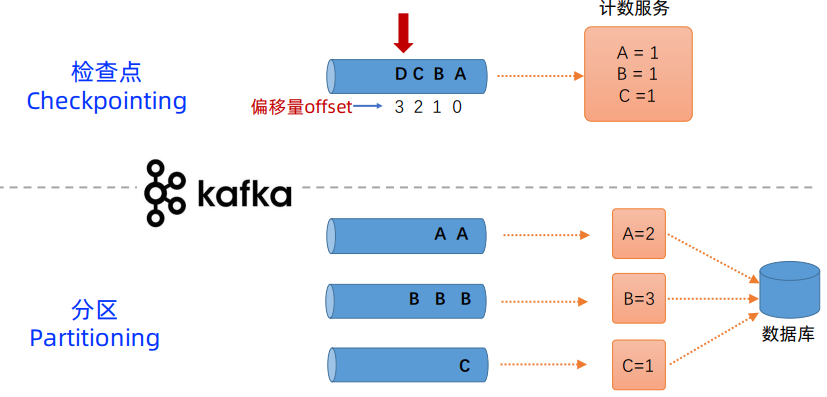 计数服务
检查点
Checkpointing
D C B A
偏移量offset
3 2 1 0
A = 1
B = 1
C =1
kafka
分区
Partitioning
A A
A=2
B B B
B=3
C
C=1
数据库